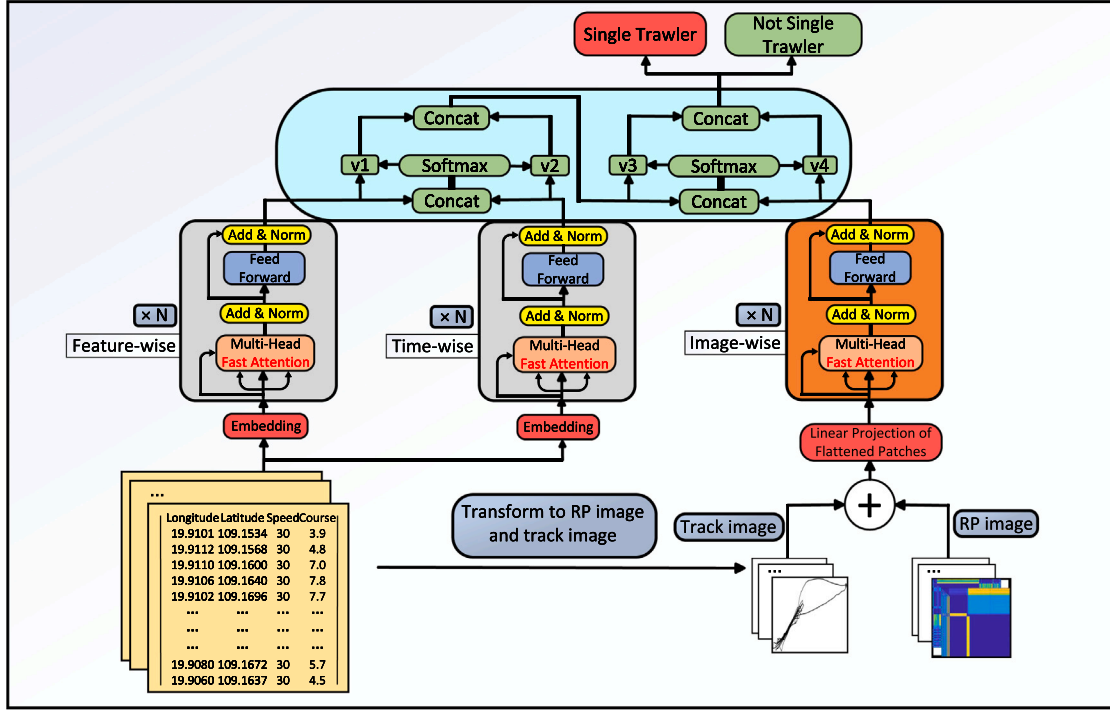 Single Trawler
Not Single
Trawler
Concat
Concat
v1
Softmax
v2
v3
Softmax
v4
Concat
Concat
Add & Norm
Feed
Forward
Add & Norm
Multi-Head
Fast Attention
× N
Feature-wise
Add & Norm
Feed
Forward
Add & Norm
Multi-Head
Fast Attention
× N
Time-wise
Add & Norm
Feed
Forward
Add & Norm
Multi-Head
Fast Attention
× N
Image-wise
Embedding
Embedding
Linear Projection of
Flattened Patches
...
Longitude Latitude Speed Course
19.9101 109.1534 30 3.9
19.9112 109.1568 30 4.8
19.9110 109.1600 30 7.0
19.9106 109.1640 30 7.8
19.9102 109.1696 30 7.7
... ... ... ...
... ... ... ...
... ... ... ...
19.9080 109.1672 30 5.7
19.9060 109.1637 30 4.5
Transform to RP image
and track image
Track image
+
RP image
...
...